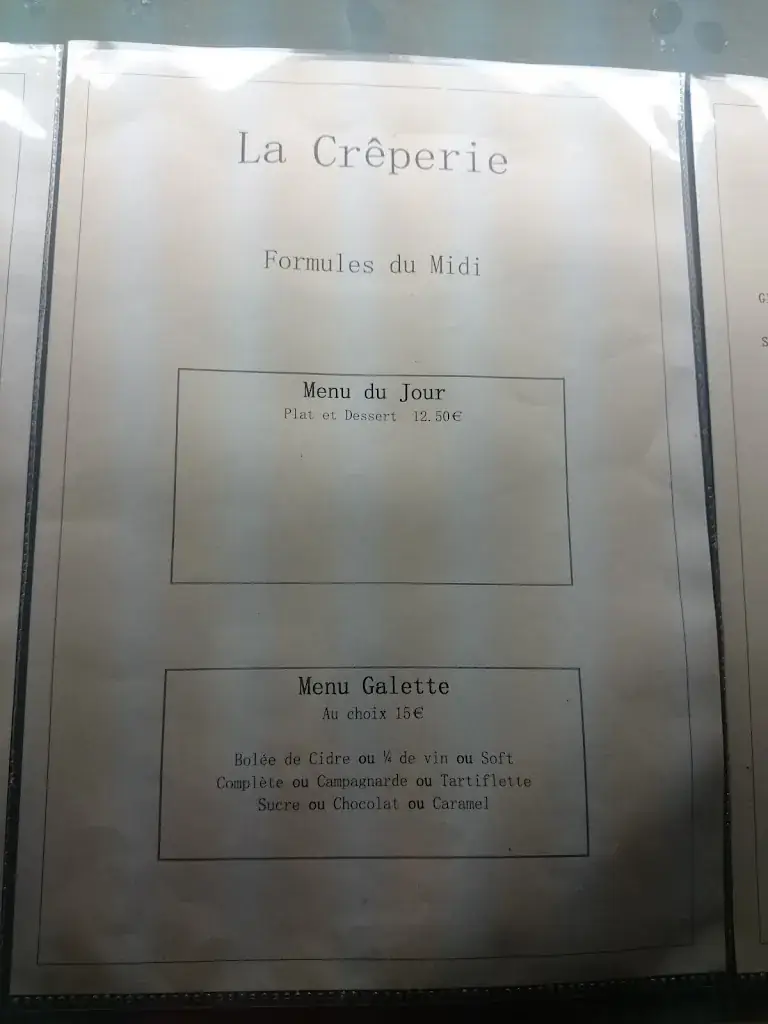 La Crêperie
Formules du Midi
Menu du Jour
Plat et Dessert 12.50€
Menu Galette
Au choix 15€
Bolée de Cidre ou ¼ de vin ou Soft
Complète ou Campagnarde ou Tartiflette
Sucre ou Chocolat ou Caramel